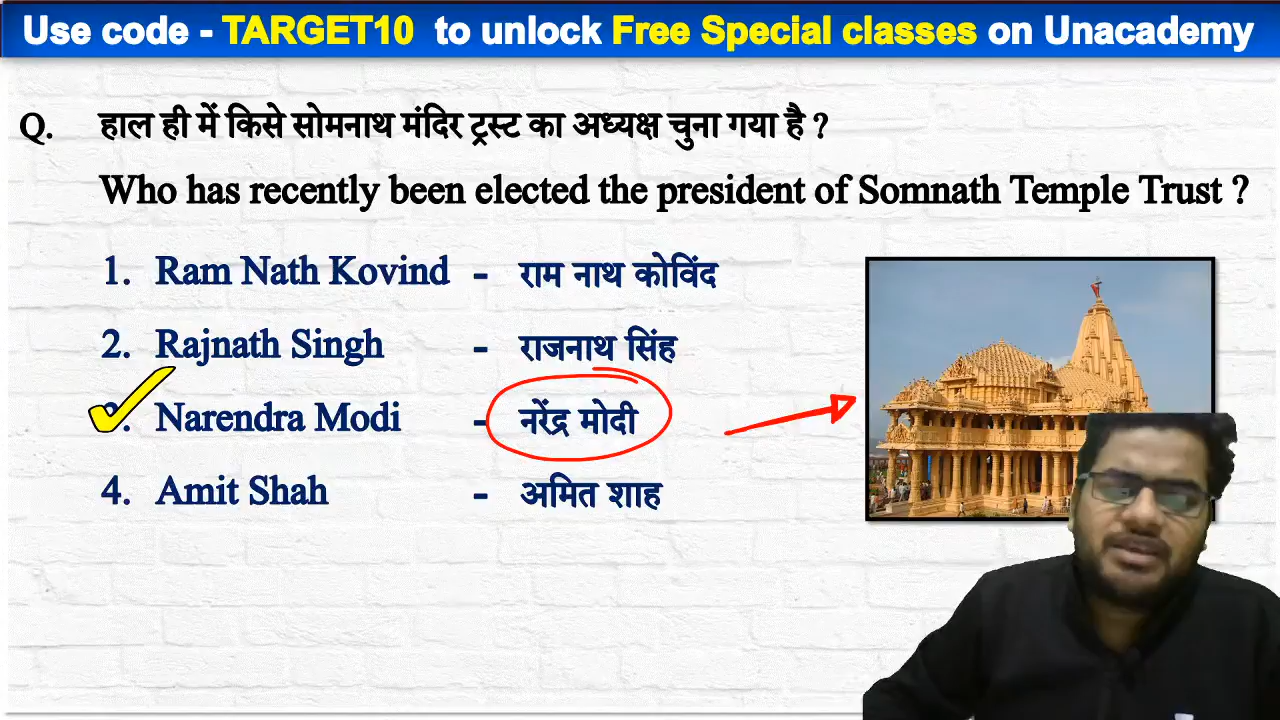 Use code - TARGET10 to unlock Free Special classes on Unacademy
Q. हाल ही में किसे सोमनाथ मंदिर ट्रस्ट का अध्यक्ष चुना गया है ?
Who has recently been elected the president of Somnath Temple Trust ?
1. Ram Nath Kovind - राम नाथ कोविंद
2. Rajnath Singh - राजनाथ सिंह
Narendra Modi - नरेंद्र मोदी
4. Amit Shah - अमित शाह